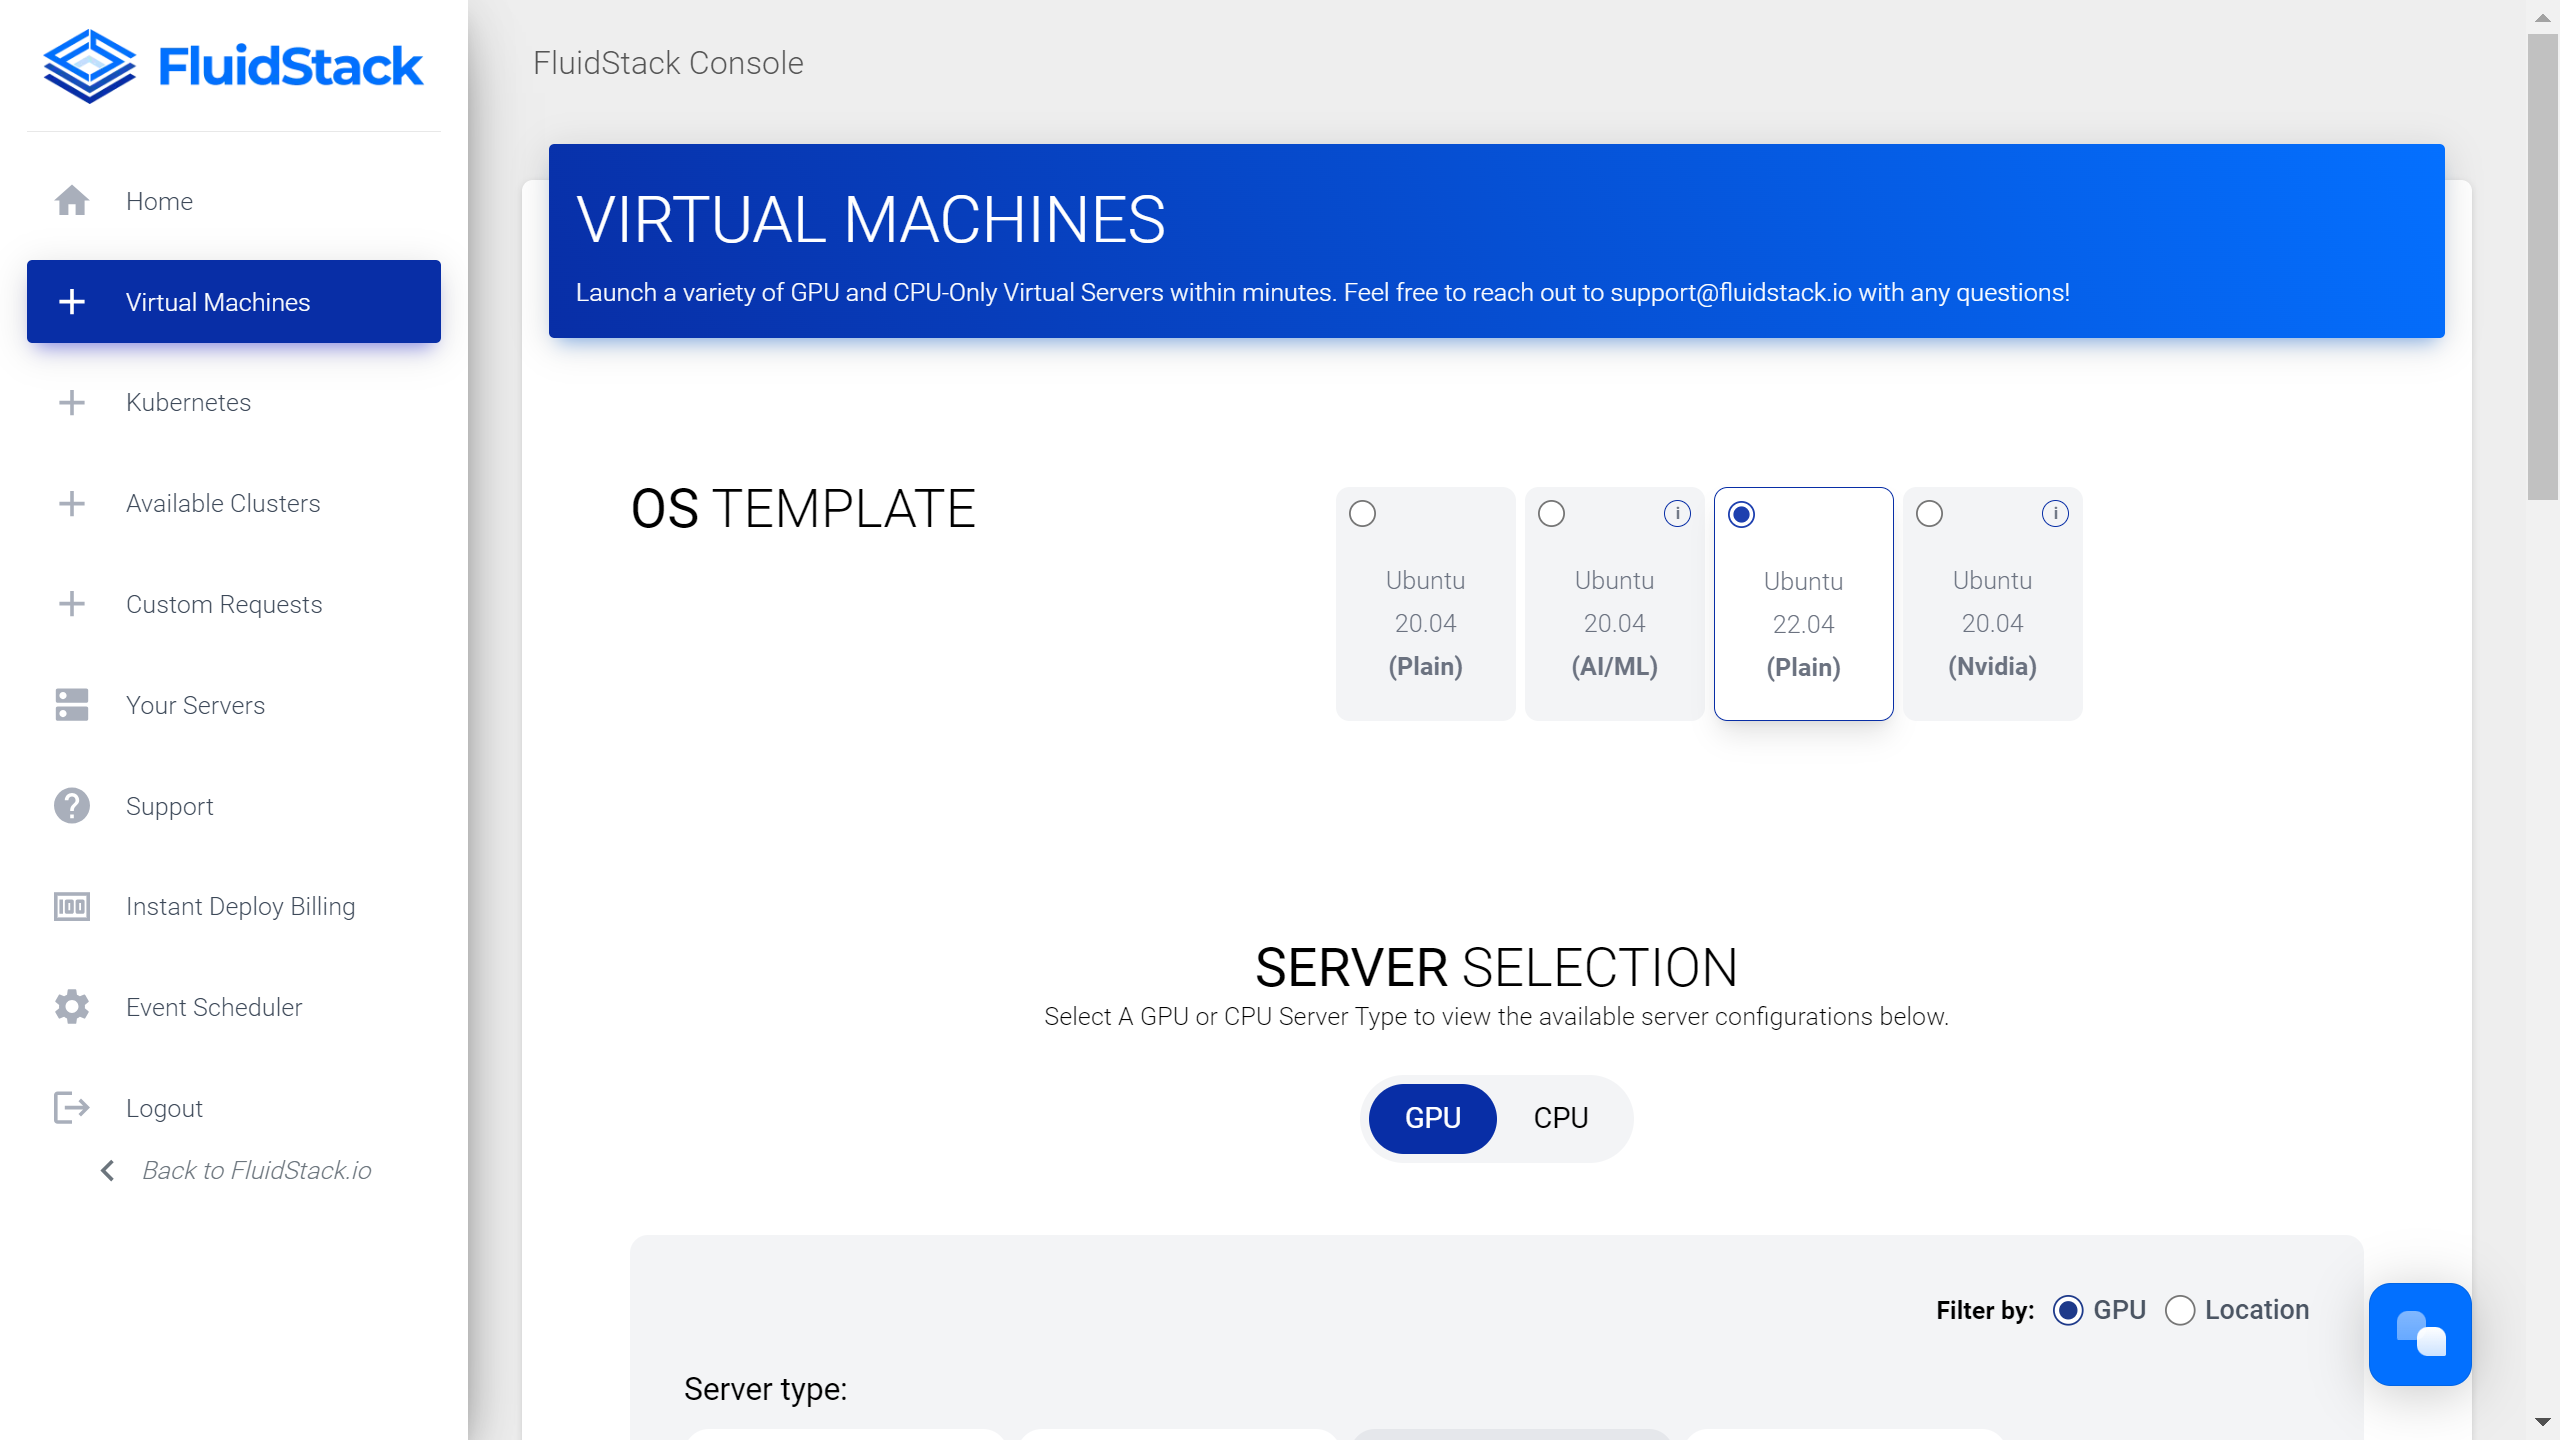 FluidStack
Home
Virtual Machines
Kubernetes
Available Clusters
Custom Requests
Your Servers
Support
100
Instant Deploy Billing
Event Scheduler
Logout
Back to FluidStack.io
FluidStack Console
VIRTUAL MACHINES
Launch a variety of GPU and CPU-Only Virtual Servers within minutes. Feel free to reach out to support@fluidstack.io with any questions!
OS TEMPLATE
Ubuntu
20.04
(Plain)
i
Ubuntu
20.04
(AI/ML)
Ubuntu
22.04
(Plain)
i
Ubuntu
20.04
(Nvidia)
SERVER SELECTION
Select A GPU or CPU Server Type to view the available server configurations below.
GPU CPU
Filter by: GPU Location
Server type: